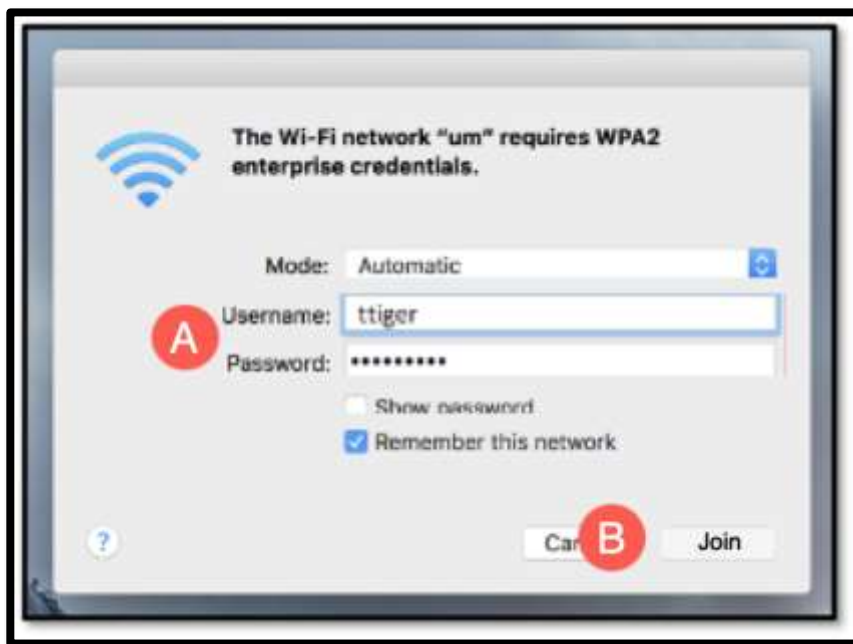 The Wi-Fi network “um” requires WPA2
enterprise credentials.
Mode: Automatic
A
Username: ttiger
Password: •••••••••
Show password
Remember this network
?
Can
B
Join